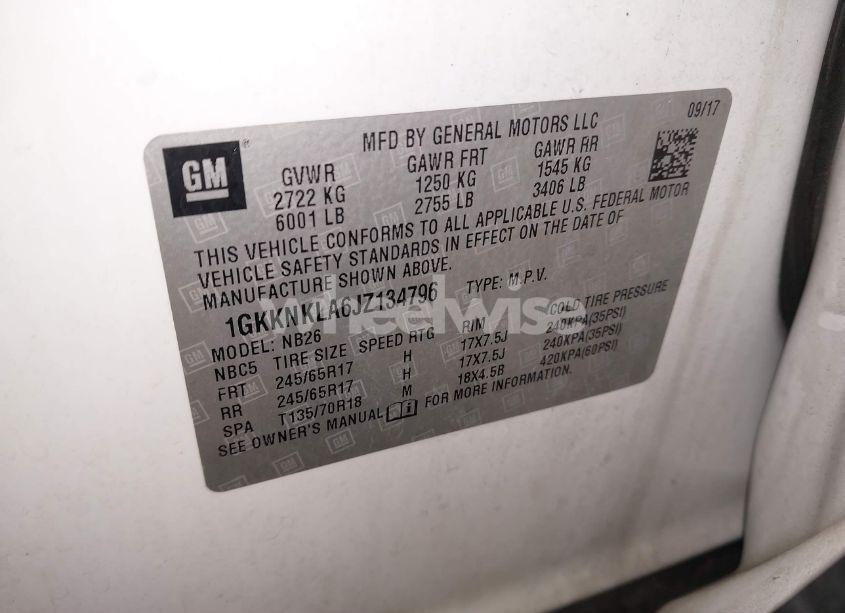 09/17
MFD BY GENERAL MOTORS LLC
GM
GVWR GAWR FRT GAWR RR
2722 KG 1250 KG 1545 KG
6001 LB 2755 LB 3406 LB
THIS VEHICLE CONFORMS TO ALL APPLICABLE U.S. FEDERAL MOTOR
VEHICLE SAFETY STANDARDS IN EFFECT ON THE DATE OF
MANUFACTURE SHOWN ABOVE.
1GKKNKLA6JZ134796 TYPE: M.P.V.
MODEL: NB26
NBC5 TIRE SIZE SPEED RTG RIM COLD TIRE PRESSURE
FRT 245/65R17 H 17X7.5J 240KPA(35PSI)
RR 245/65R17 H 17X7.5J 240KPA(35PSI)
SPA T135/70R18 M 18X4.5B 420KPA(60PSI)
SEE OWNER'S MANUAL FOR MORE INFORMATION.
wheelwise